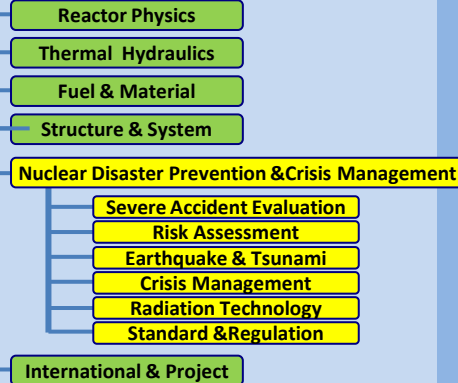 Reactor Physics
Thermal Hydraulics
Fuel & Material
Structure & System
Nuclear Disaster Prevention &Crisis Management
Severe Accident Evaluation
Risk Assessment
Earthquake & Tsunami
Crisis Management
Radiation Technology
Standard &Regulation
International & Project